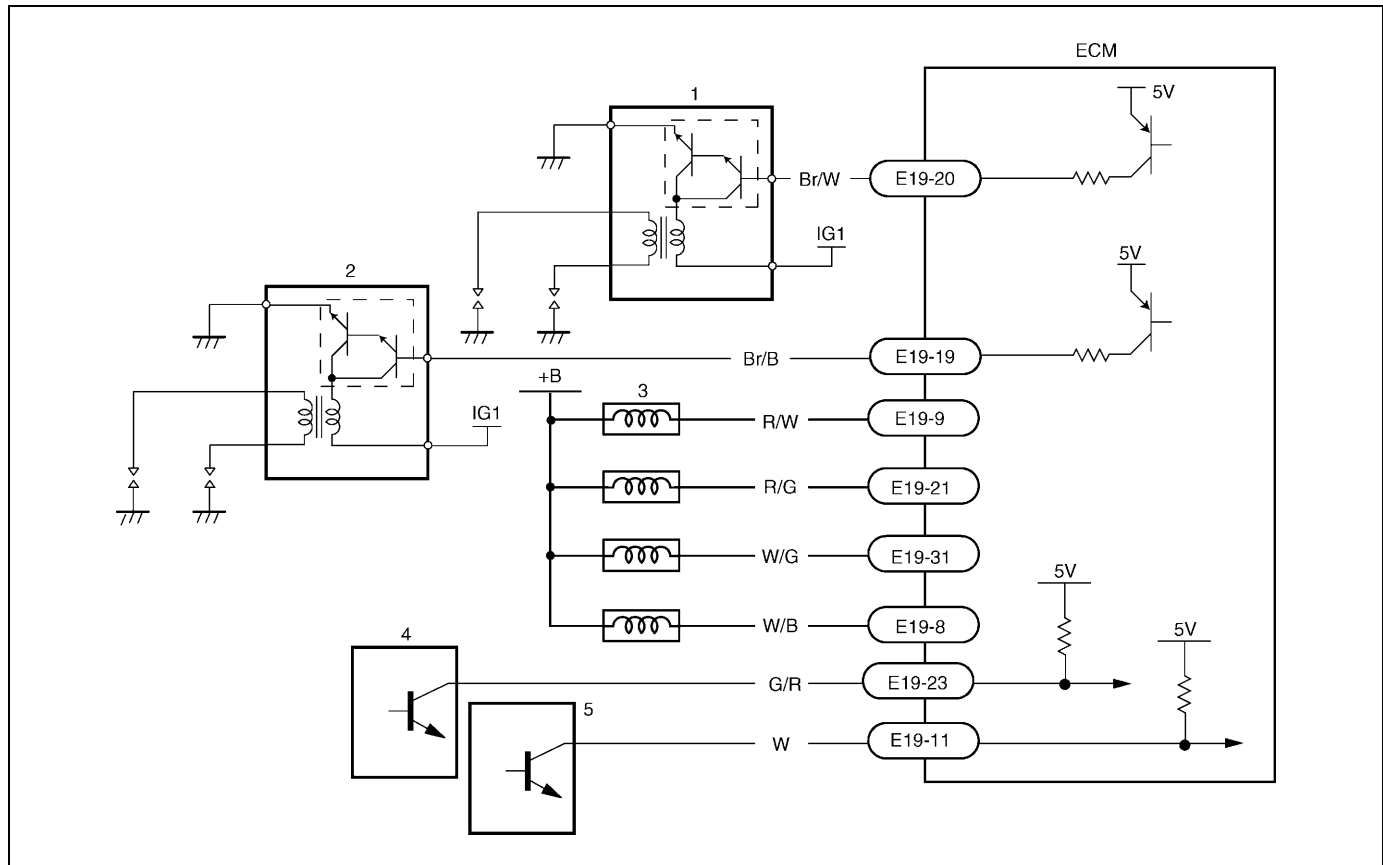 ECM
1
5V
Br/W
E19-20
IG1
2
5V
Br/B
E19-19
+B
3
IG1
R/W
E19-9
R/G
E19-21
W/G
E19-31
5V
W/B
E19-8
5V
4
G/R
E19-23
5
W
E19-11